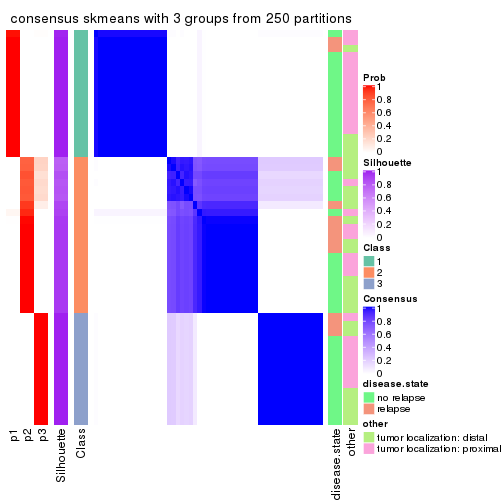 consensus skmeans with 3 groups from 250 partitions
Prob
1
0.8
0.6
0.4
0.2
0
Silhouette
1
0.8
0.6
0.4
0.2
0
Class
1
2
3
Consensus
1
0.8
0.6
0.4
0.2
0
disease.state
no relapse
relapse
other
tumor localization: distal
tumor localization: proximal
p1
p2
p3
Silhouette
Class
disease.state
other